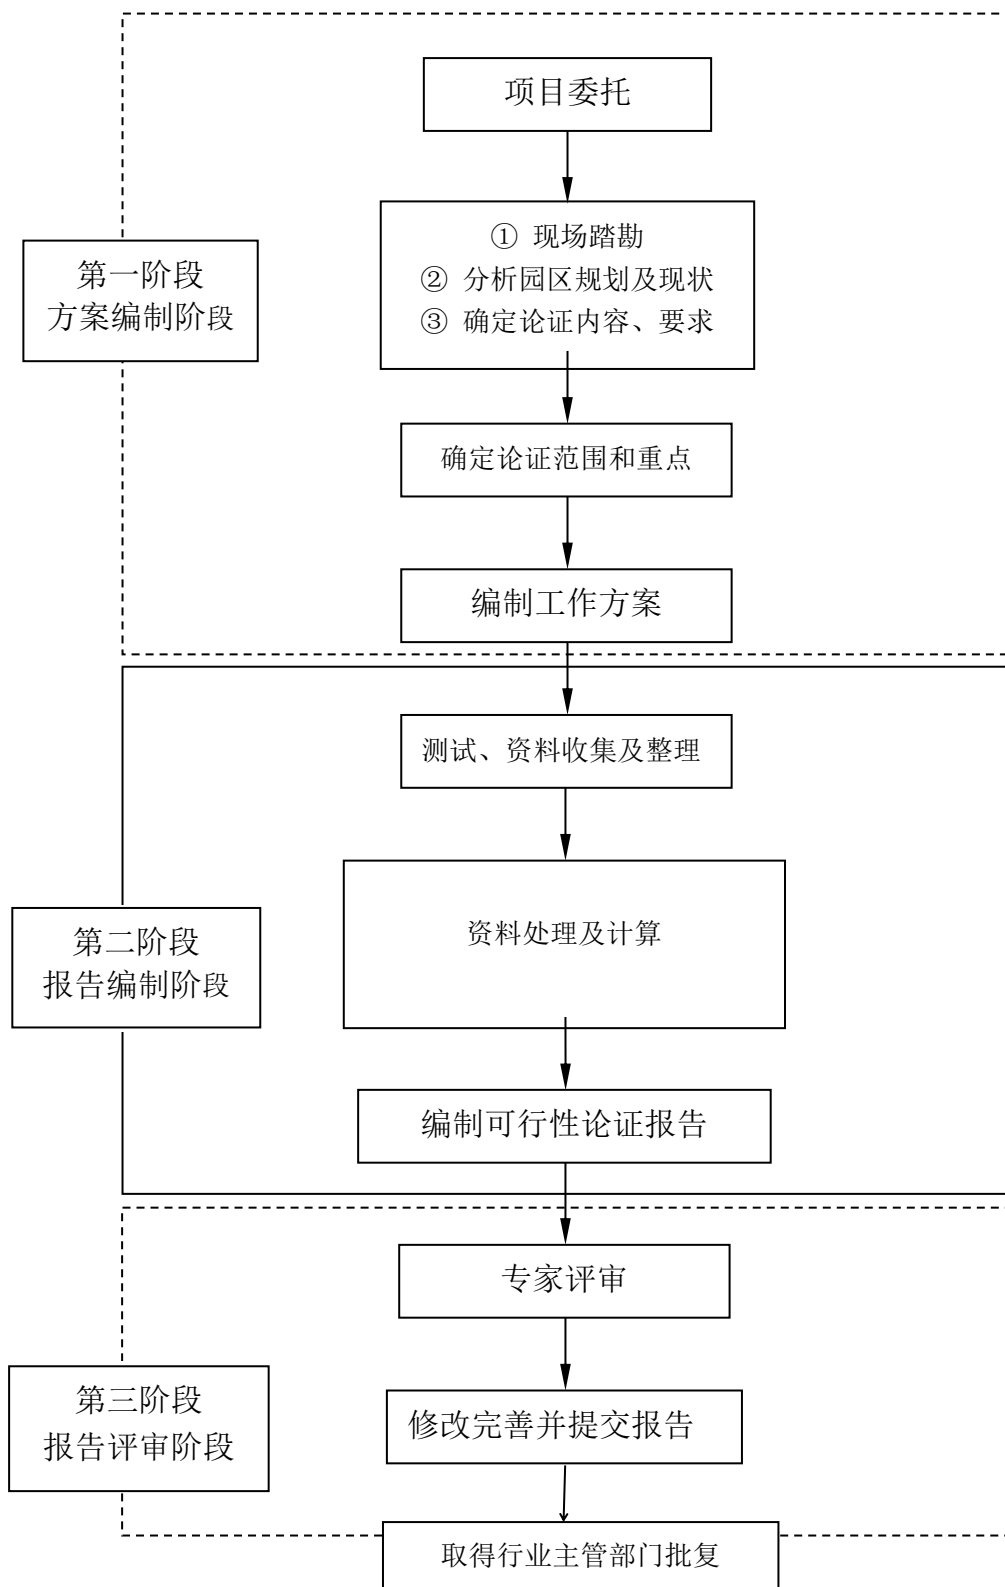 项目委托
① 现场踏勘
② 分析园区规划及现状
③ 确定论证内容、要求
第一阶段
方案编制阶段
确定论证范围和重点
编制工作方案
测试、资料收集及整理
资料处理及计算
第二阶段
报告编制阶段
编制可行性论证报告
专家评审
第三阶段
报告评审阶段
修改完善并提交报告
取得行业主管部门批复